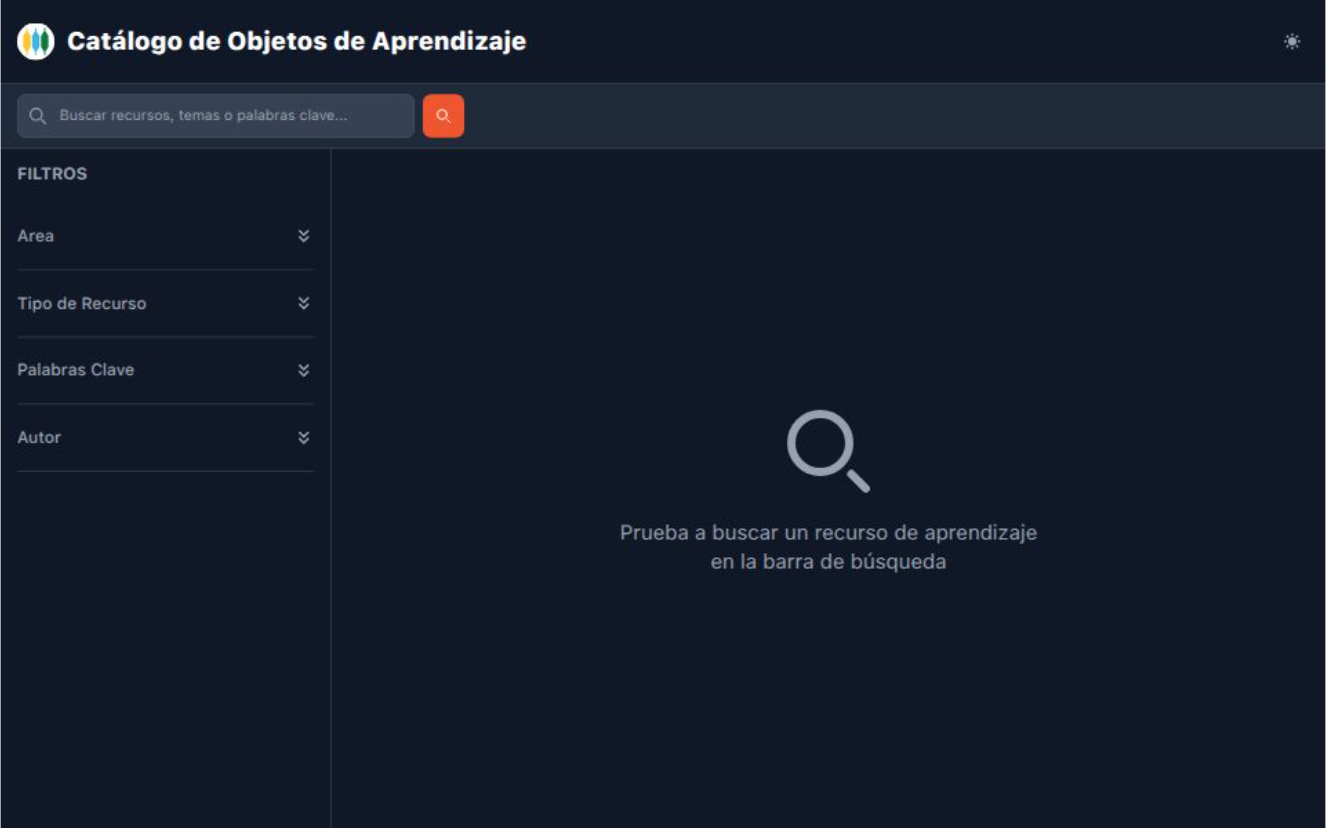 Catálogo de Objetos de Aprendizaje
Buscar recursos, temas o palabras clave...
FILTROS
Area
Tipo de Recurso
Palabras Clave
Autor
Prueba a buscar un recurso de aprendizaje
en la barra de búsqueda